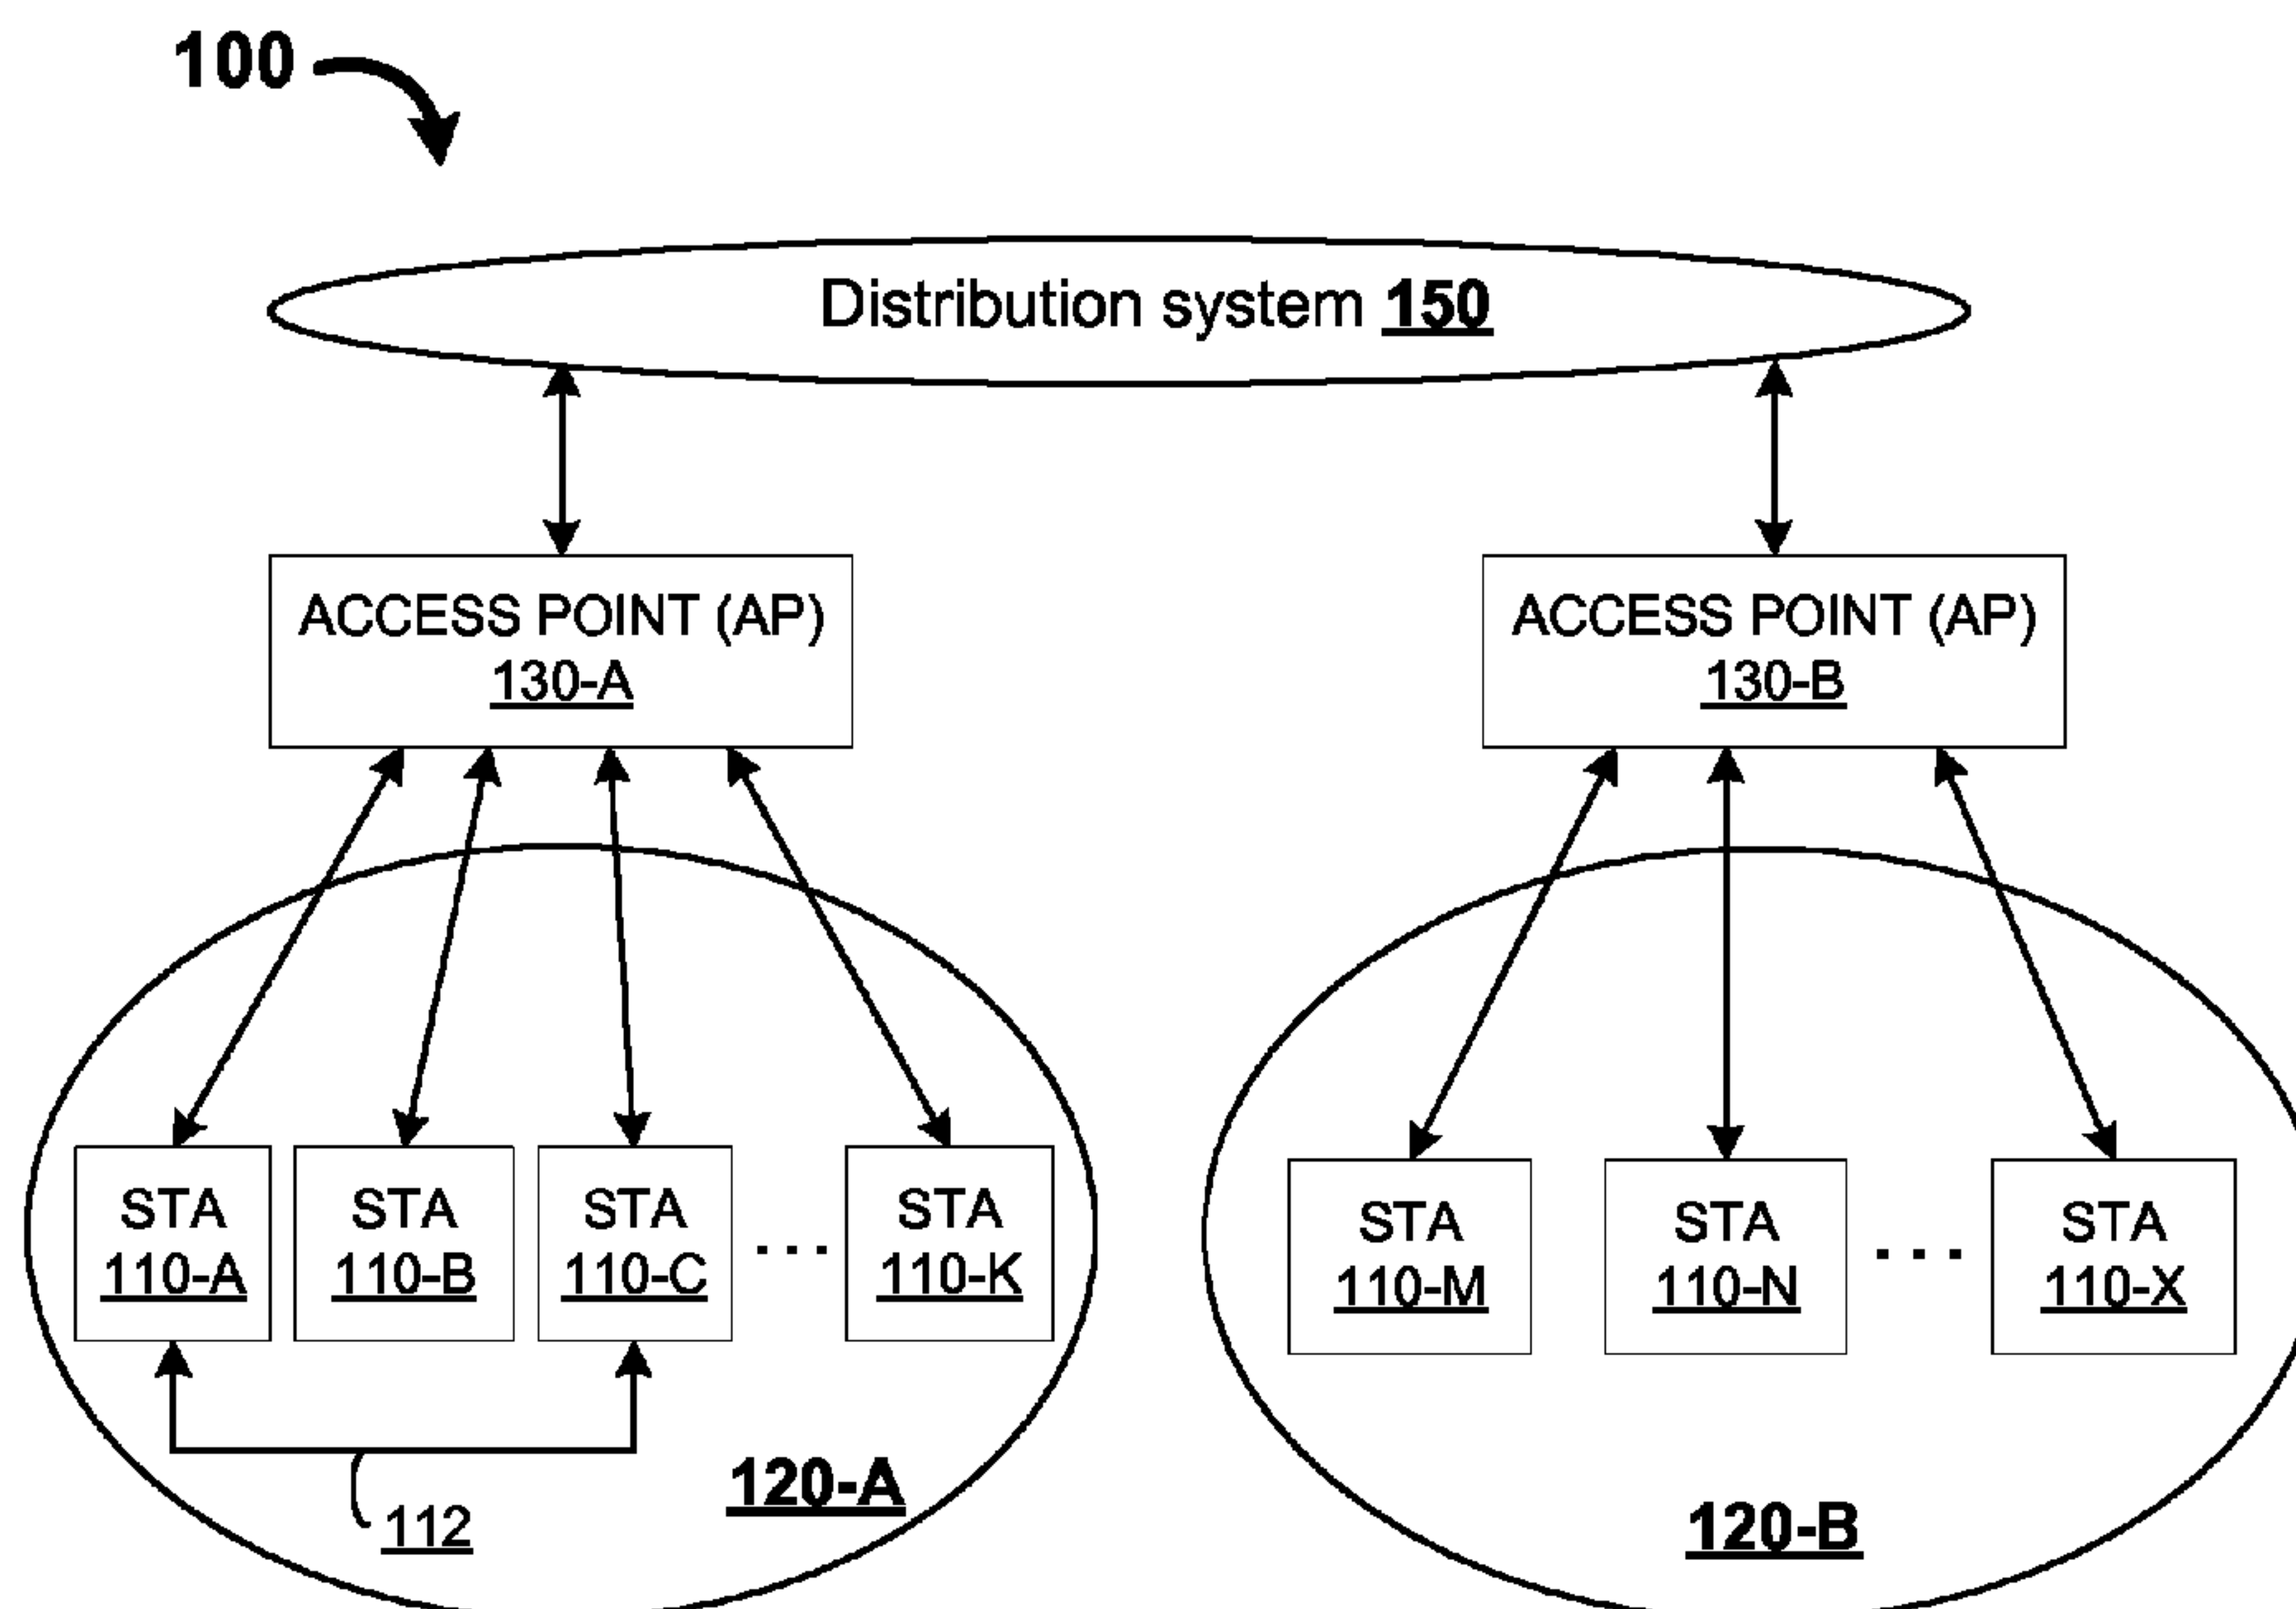 100
Distribution system 150
ACCESS POINT (AP)
130-A
ACCESS POINT (AP)
130-B
STA
110-A
STA
110-B
STA
110-C
...
STA
110-K
STA
110-M
STA
110-N
...
STA
110-X
112
120-A
120-B